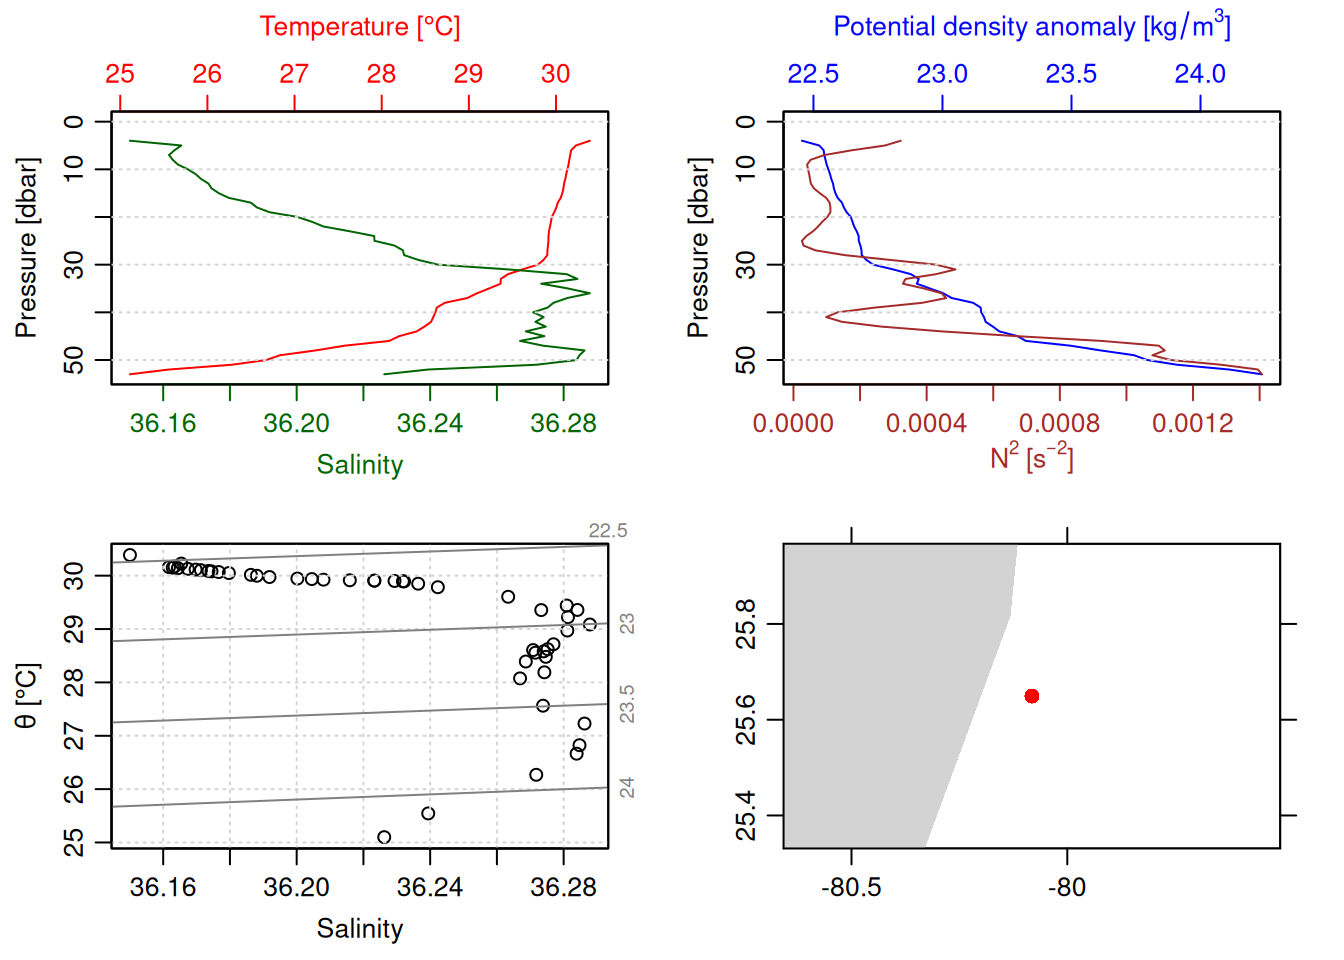 Temperature [°C]
25 26 27 28 29 30
Pressure [dbar]
0 10 30 50
36.16 36.20 36.24 36.28
Salinity
Potential density anomaly [kg/m³]
22.5 23.0 23.5 24.0
Pressure [dbar]
0 10 30 50
0.0000 0.0004 0.0008 0.0012
N² [s⁻²]
22.5
23
23.5
24
θ [°C]
30 29 28 27 26 25
36.16 36.20 36.24 36.28
Salinity
25.8 25.6 25.4
-80.5 -80